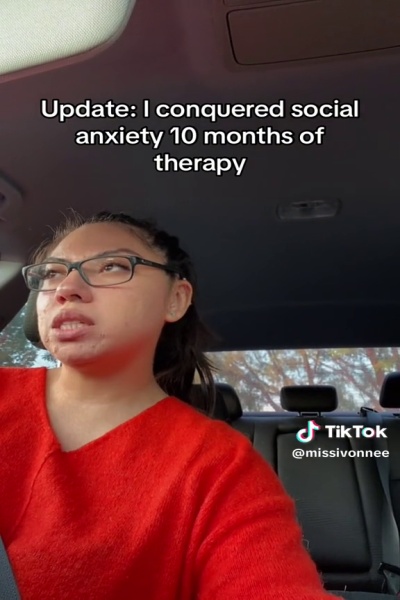 Update: I conquered social
anxiety 10 months of
therapy
TikTok
@missivonnee